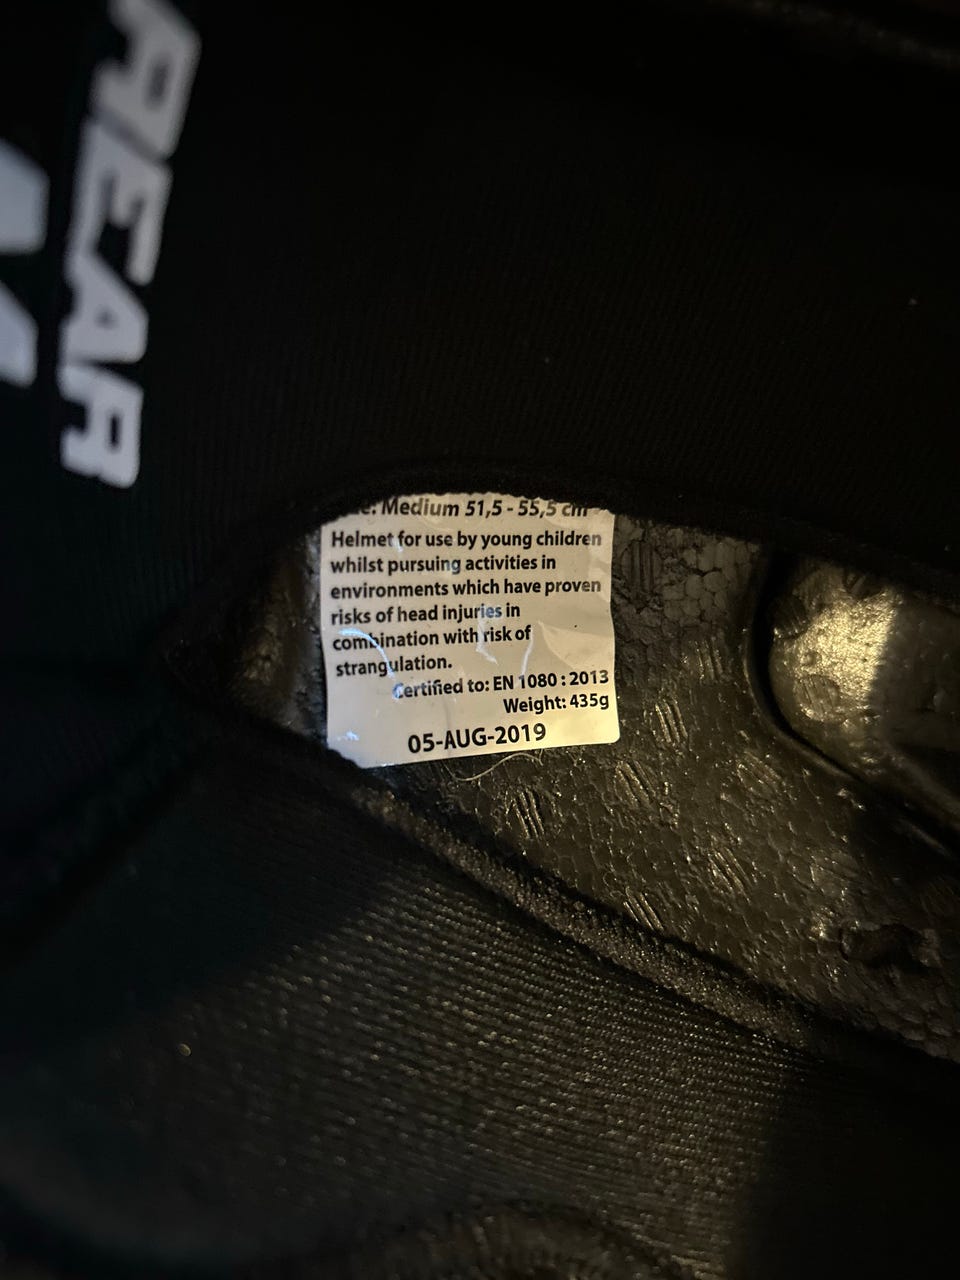 REAR
Medium 51,5 - 55,5 cm
Helmet for use by young children
whilst pursuing activities in
environments which have proven
risks of head injuries in
combination with risk of
strangulation.
Certified to: EN 1080 : 2013
Weight: 435g
05-AUG-2019